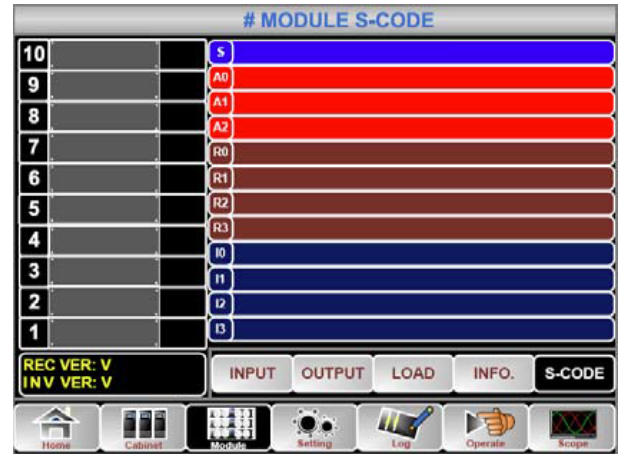 # MODULE S-CODE
10
9
8
7
6
5
4
3
2
1
S
A0
A1
A2
R0
R1
R2
R3
I0
I1
I2
I3
REC VER: V
INV VER: V
INPUT OUTPUT LOAD INFO. S-CODE
Home Cabinet Module Setting Log Operate Scope